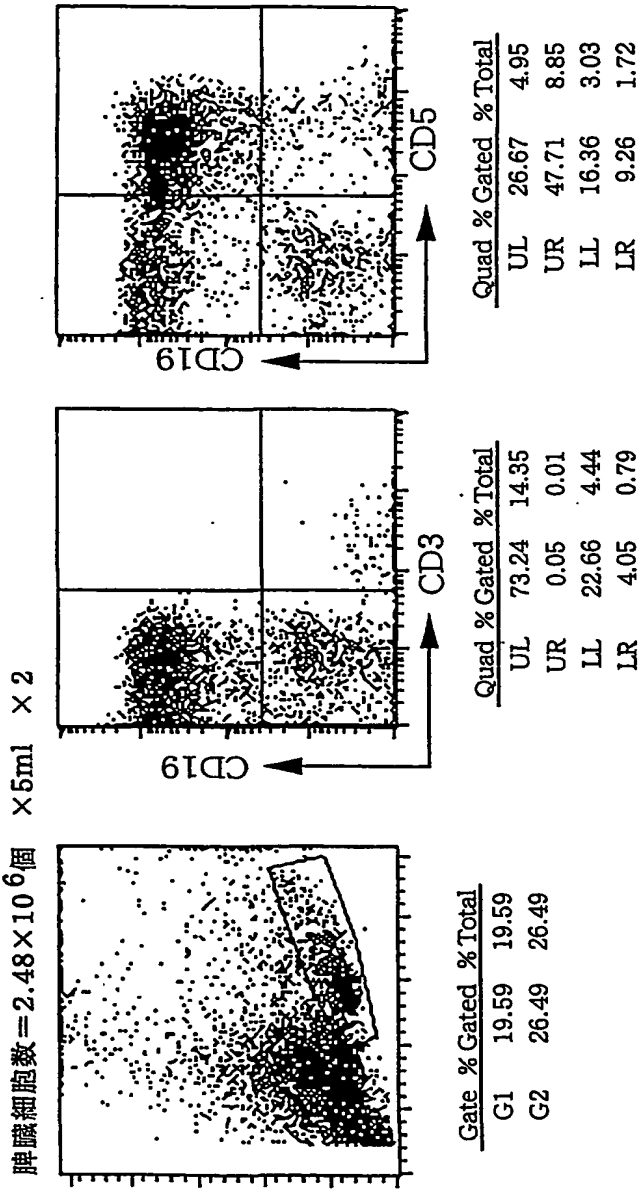 脾臓細胞数＝2.48×10⁶個 ×5ml ×2
Gate % Gated % Total
G1 19.59 19.59
G2 26.49 26.49
CD19
CD3
Quad % Gated % Total
UL 73.24 14.35
UR 0.05 0.01
LL 22.66 4.44
LR 4.05 0.79
CD19
CD5
Quad % Gated % Total
UL 26.67 4.95
UR 47.71 8.85
LL 16.36 3.03
LR 9.26 1.72